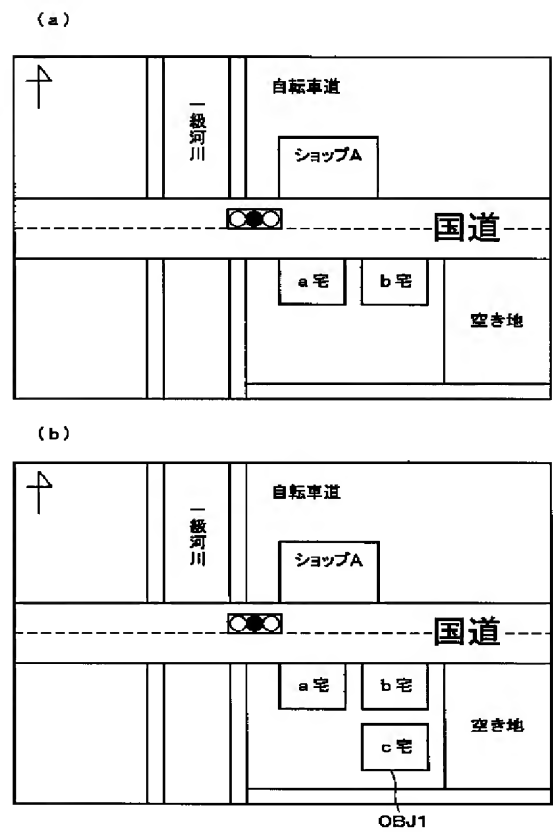 (a)
自転車道
一級河川
ショップA
国道
a宅
b宅
空き地
(b)
自転車道
一級河川
ショップA
国道
a宅
b宅
空き地
c宅
OBJ1